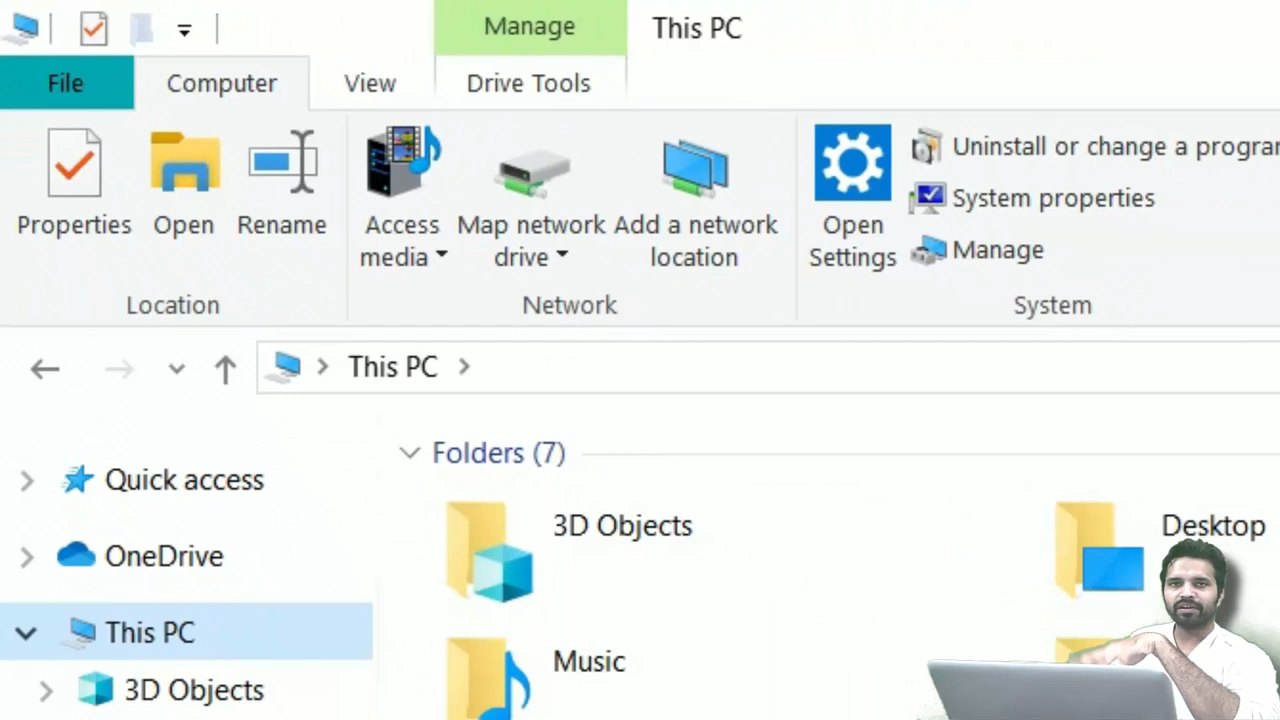 Manage
This PC
File
Computer
View
Drive Tools
Properties
Open
Rename
Access
media
Map network
drive
Add a network
location
Open
Settings
Uninstall or change a progra
System properties
Manage
Location
Network
System
This PC
Quick access
OneDrive
This PC
3D Objects
Folders (7)
3D Objects
Desktop
Music